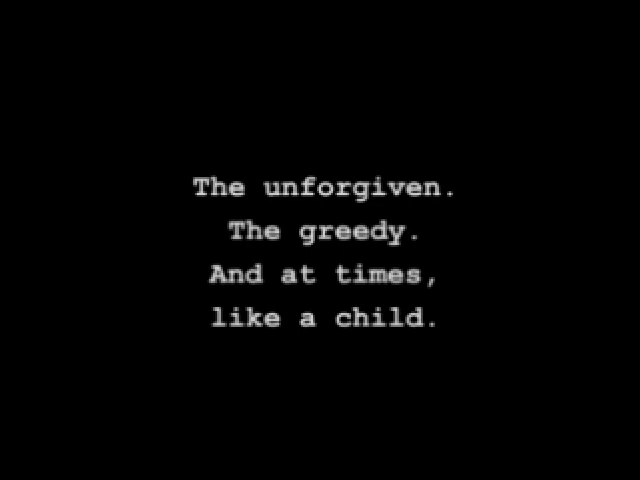 The unforgiven.
The greedy.
And at times,
like a child.